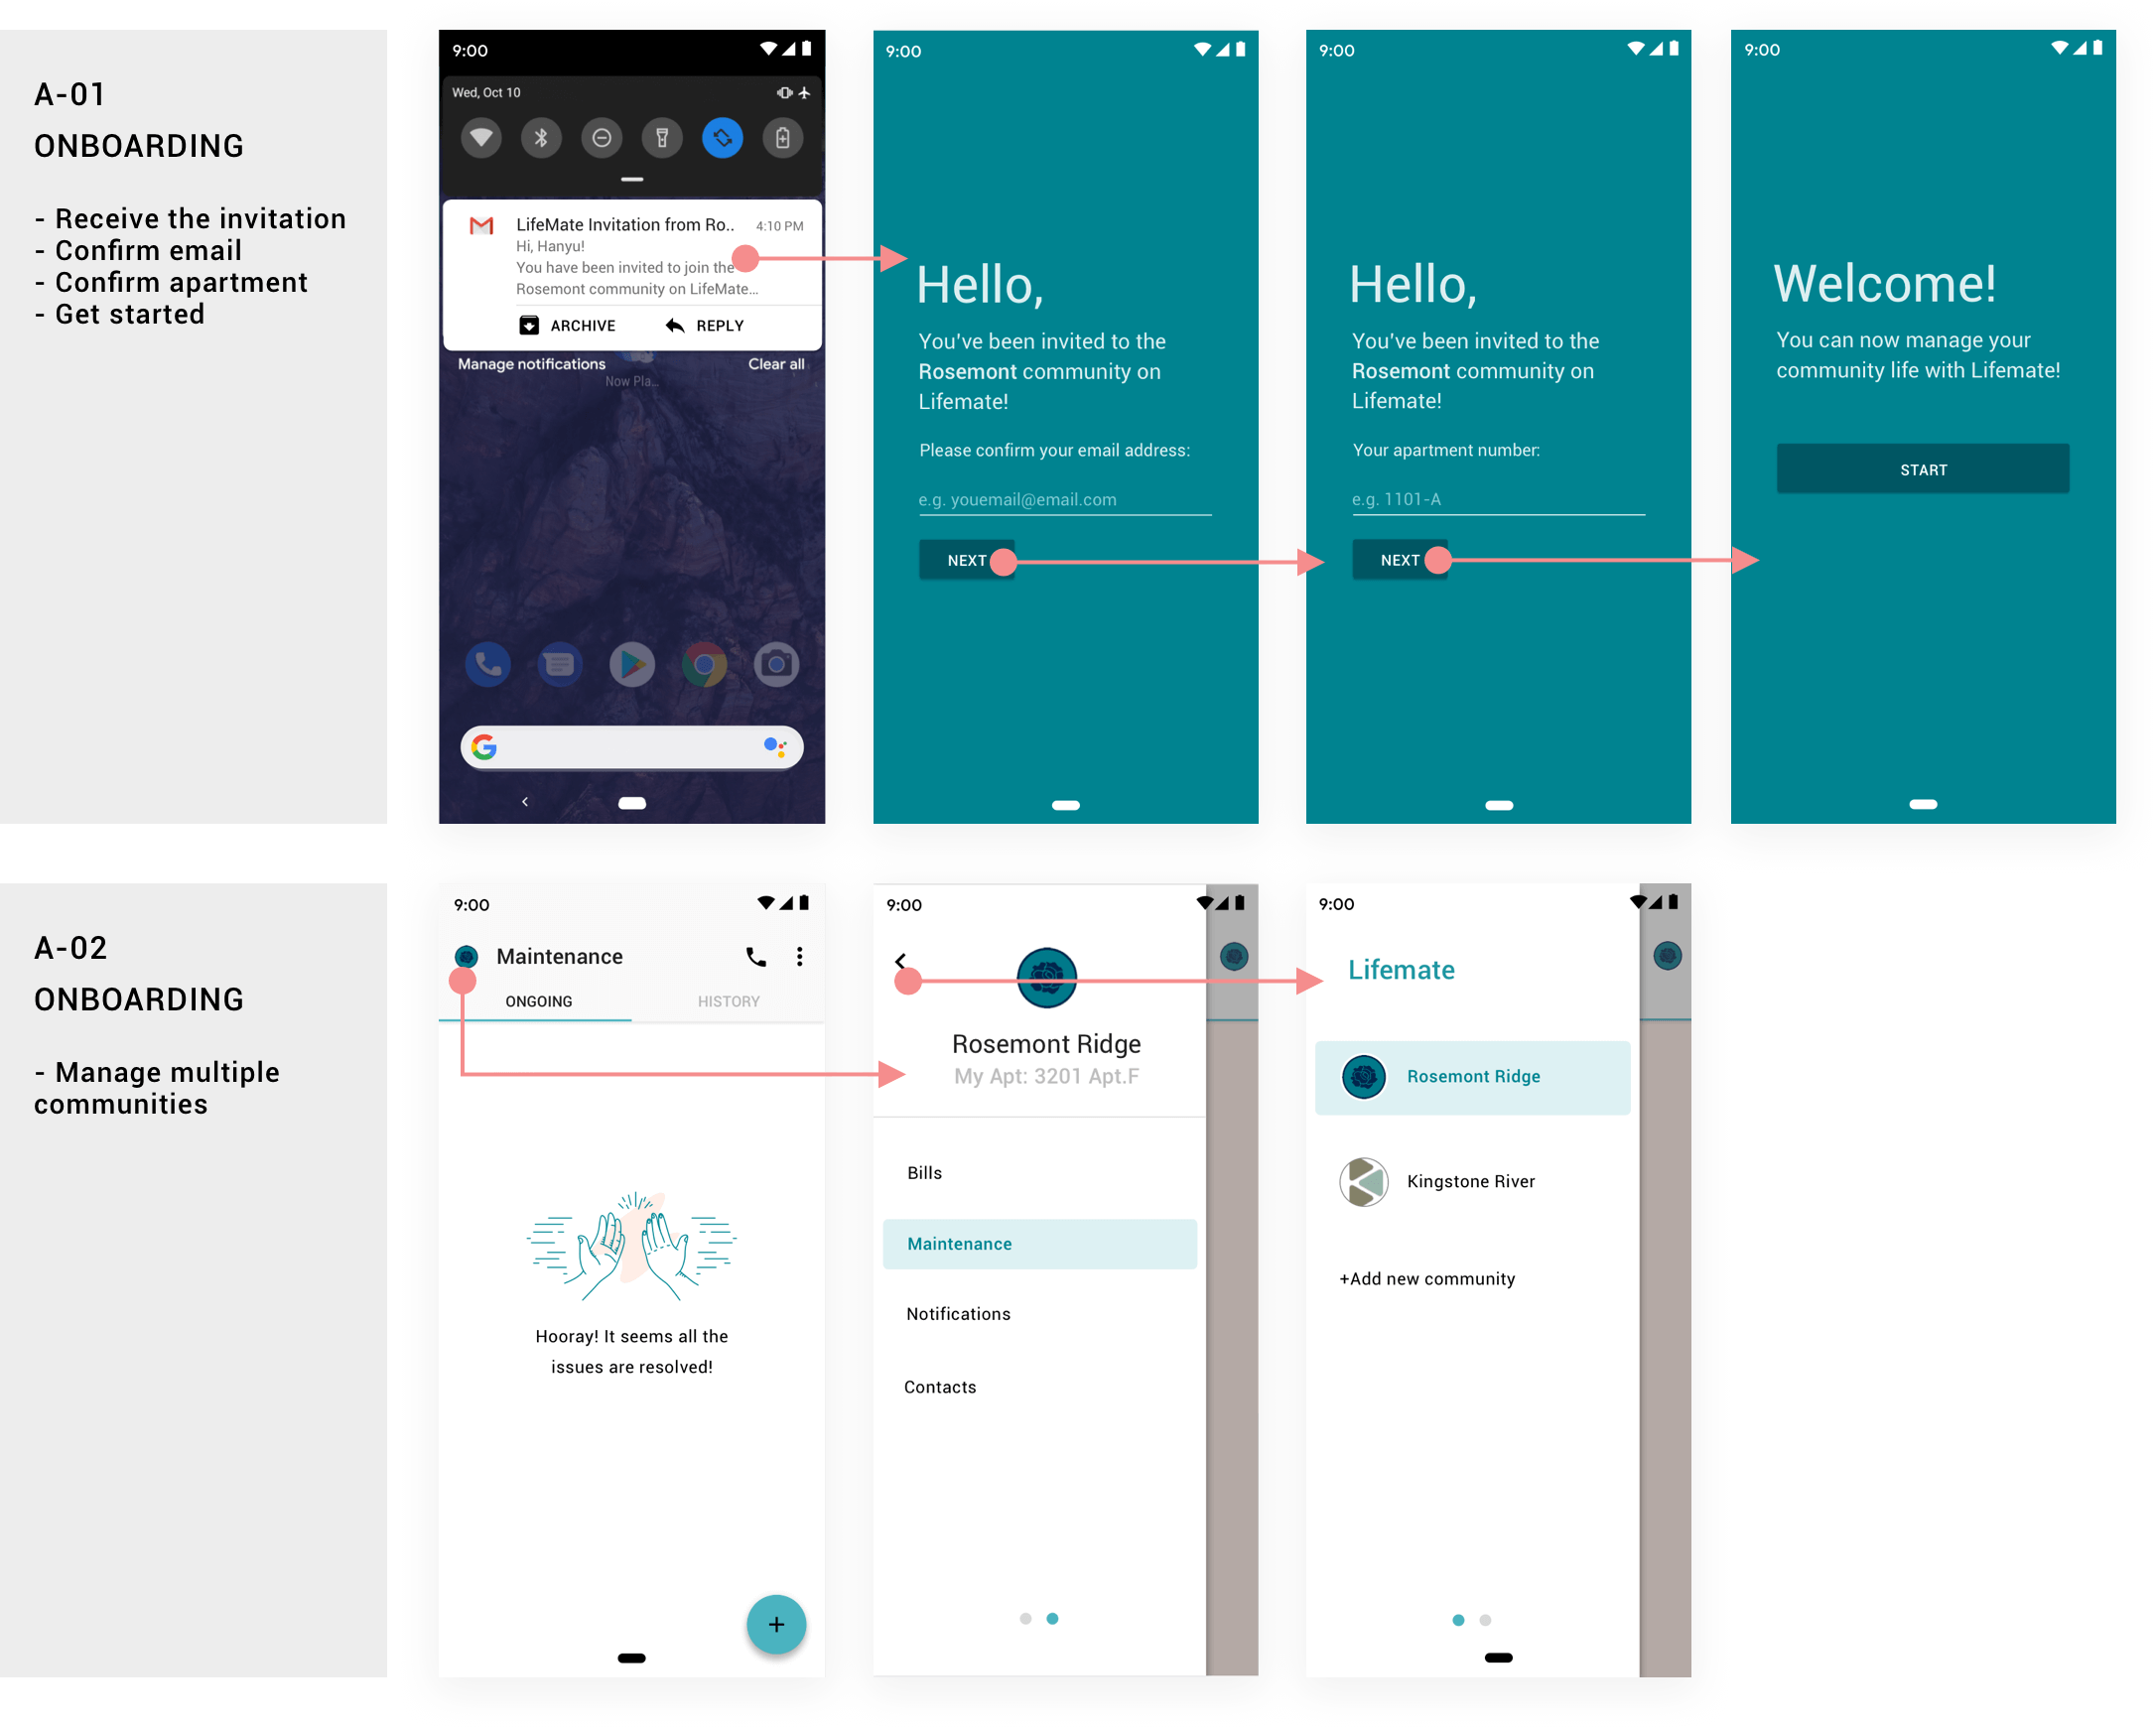 A-01
ONBOARDING
- Receive the invitation
- Confirm email
- Confirm apartment
- Get started
9:00
Wed, Oct 10
LifeMate Invitation from Ro.. 4:10 PM
Hi, Hanyu!
You have been invited to join the
Rosemont community on LifeMate...
ARCHIVE REPLY
Manage notifications Clear all
Now Pla...
9:00
Hello,
You've been invited to the
Rosemont community on
Lifemate!
Please confirm your email address:
e.g. youemail@email.com
NEXT
9:00
Hello,
You've been invited to the
Rosemont community on
Lifemate!
Your apartment number:
e.g. 1101-A
NEXT
9:00
Welcome!
You can now manage your
community life with Lifemate!
START
A-02
ONBOARDING
- Manage multiple
communities
9:00
Maintenance
ONGOING HISTORY
Hooray! It seems all the
issues are resolved!
+
9:00
Rosemont Ridge
My Apt: 3201 Apt.F
Bills
Maintenance
Notifications
Contacts
9:00
Lifemate
Rosemont Ridge
Kingstone River
+Add new community